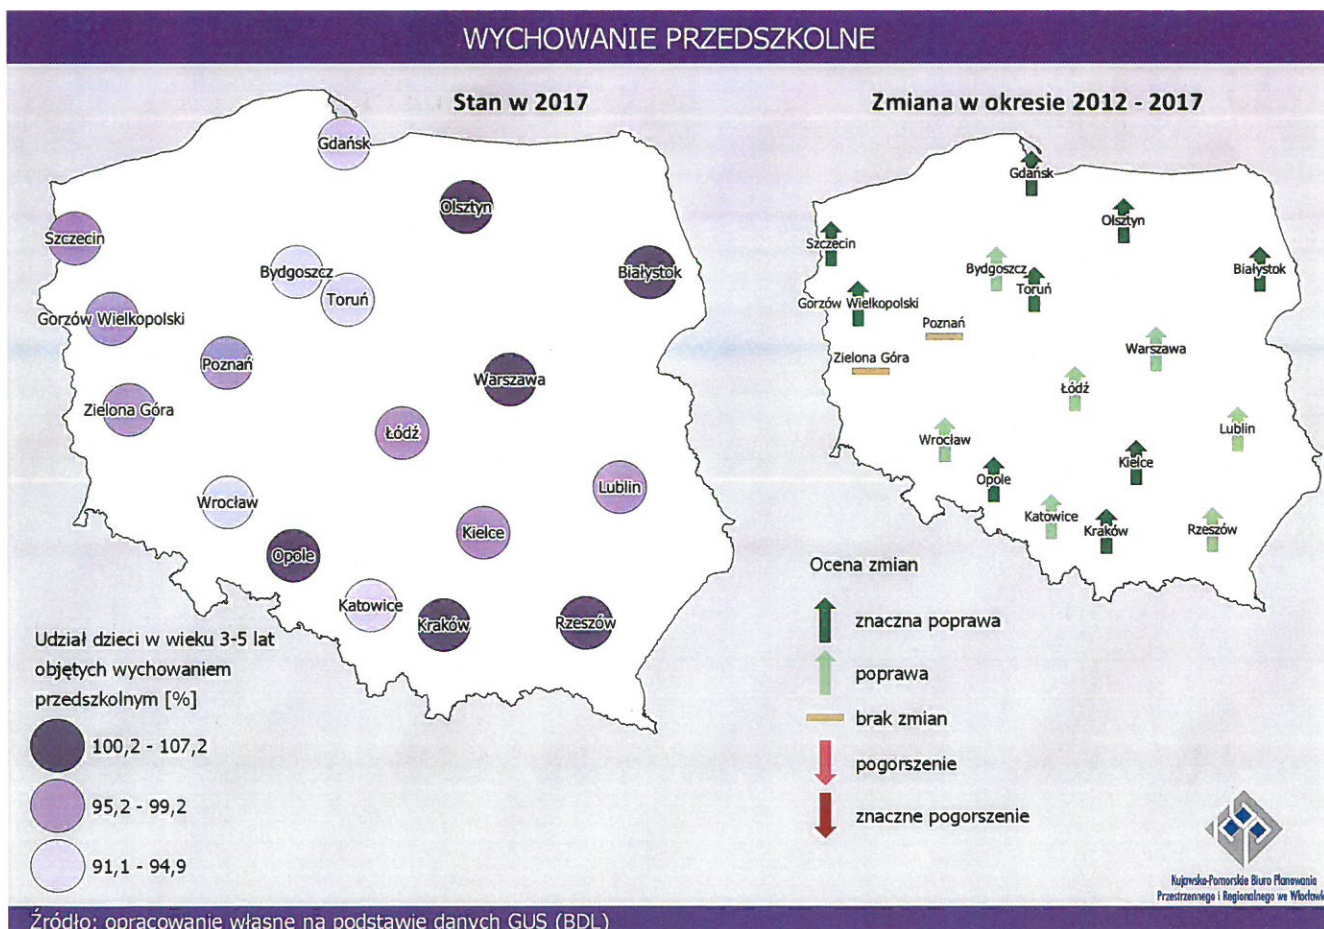 WYCHOWANIE PRZEDSZKOLNE
Stan w 2017
Gdańsk
Olsztyn
Szczecin
Bydgoszcz
Białystok
Toruń
Gorzów Wielkopolski
Poznań
Warszawa
Zielona Góra
Łódź
Lublin
Wrocław
Kielce
Opole
Katowice
Kraków
Rzeszów
Udział dzieci w wieku 3-5 lat
objętych wychowaniem
przedszkolnym [%]
100,2 - 107,2
95,2 - 99,2
91,1 - 94,9
Zmiana w okresie 2012 - 2017
Gdańsk
Olsztyn
Szczecin
Bydgoszcz
Białystok
Toruń
Gorzów Wielkopolski
Poznań
Warszawa
Zielona Góra
Łódź
Lublin
Wrocław
Kielce
Opole
Katowice
Kraków
Rzeszów
Ocena zmian
znaczna poprawa
poprawa
brak zmian
pogorszenie
znaczne pogorszenie
Kujawsko-Pomorskie Biuro Planowania
Przestrzennego i Regionalnego we Włocławku
Źródło: opracowanie własne na podstawie danych GUS (BDL)